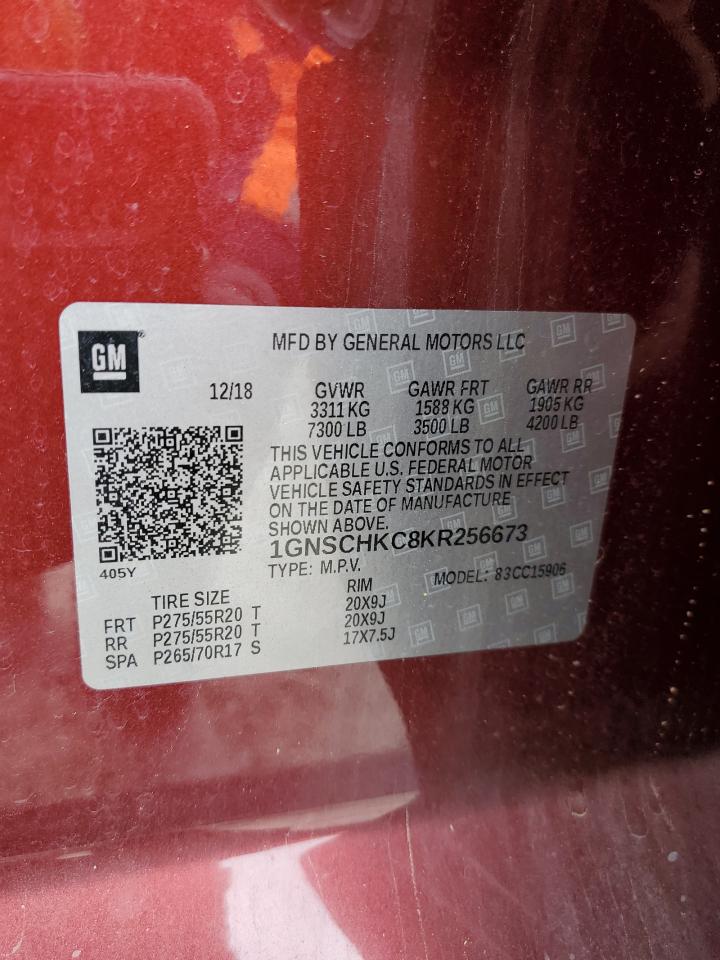 GM
MFD BY GENERAL MOTORS LLC
12/18 GVWR GAWR FRT GAWR RR
3311 KG 1588 KG 1905 KG
7300 LB 3500 LB 4200 LB
THIS VEHICLE CONFORMS TO ALL
APPLICABLE U.S. FEDERAL MOTOR
VEHICLE SAFETY STANDARDS IN EFFECT
ON THE DATE OF MANUFACTURE
SHOWN ABOVE.
1GNSCHKC8KR256673
405Y
TYPE: M.P.V. MODEL: 83CC15906
TIRE SIZE RIM
FRT P275/55R20 T 20X9J
RR P275/55R20 T 20X9J
SPA P265/70R17 S 17X7.5J